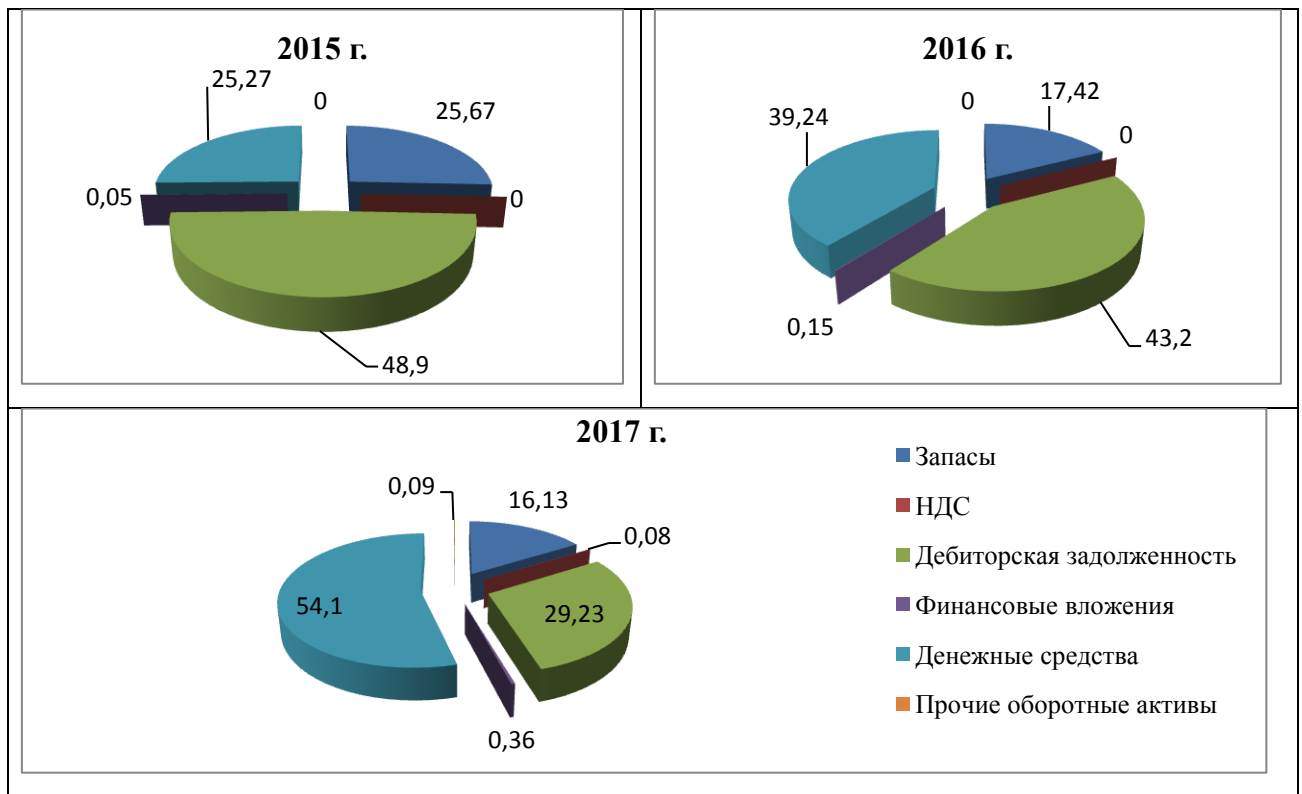 2015 г.
25,27
0
25,67
0,05
0
48,9
2016 г.
39,24
0
17,42
0
0,15
43,2
2017 г.
0,09
16,13
0,08
54,1
29,23
0,36
Запасы
НДС
Дебиторская задолженность
Финансовые вложения
Денежные средства
Прочие оборотные активы